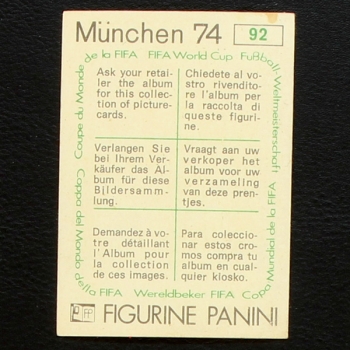 München 74
92
de la FIFA FIFA World Cup Fußball-Weltmeisterschaft
Ask your retai-
ler the album
for this collection
of picture-
cards.
Chiedete al vo-
stro rivendito-
re l'album per
la raccolta di
queste figuri-
ne.
Verlangen Sie
bei Ihrem Ver-
käufer das Al-
bum für diese
Bildersamm-
lung.
Vraagt aan uw
verkoper het
album voor uw
verzameling
van deze pren-
tjes.
Demandez à vo-
tre détaillant
l'Album pour
la collection
de ces images.
Para coleccio-
nar estos cro-
mos compra tu
album en cual-
quier kiosko.
Coupe du Monde
Coppa del Mondo
della FIFA Wereldbeker FIFA Copa Mundial de la FIFA
FIGURINE PANINI